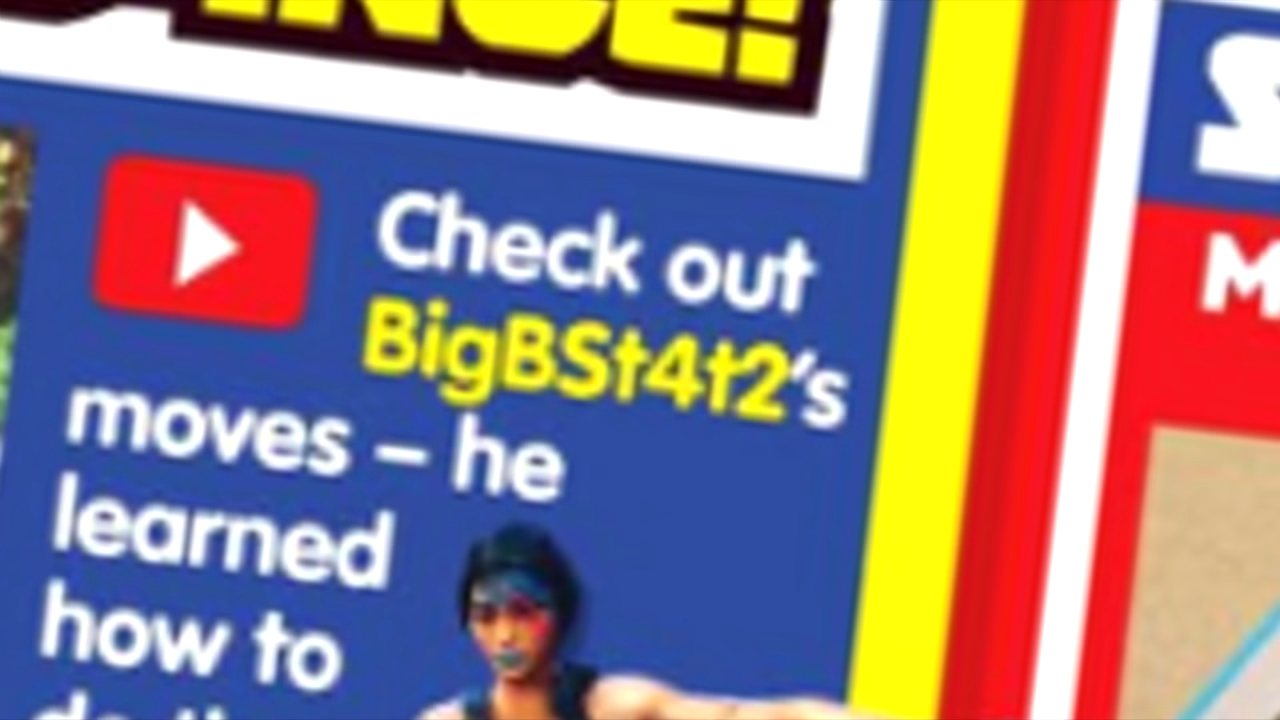 Check out
BigBSt4t2's
moves – he
learned
how to